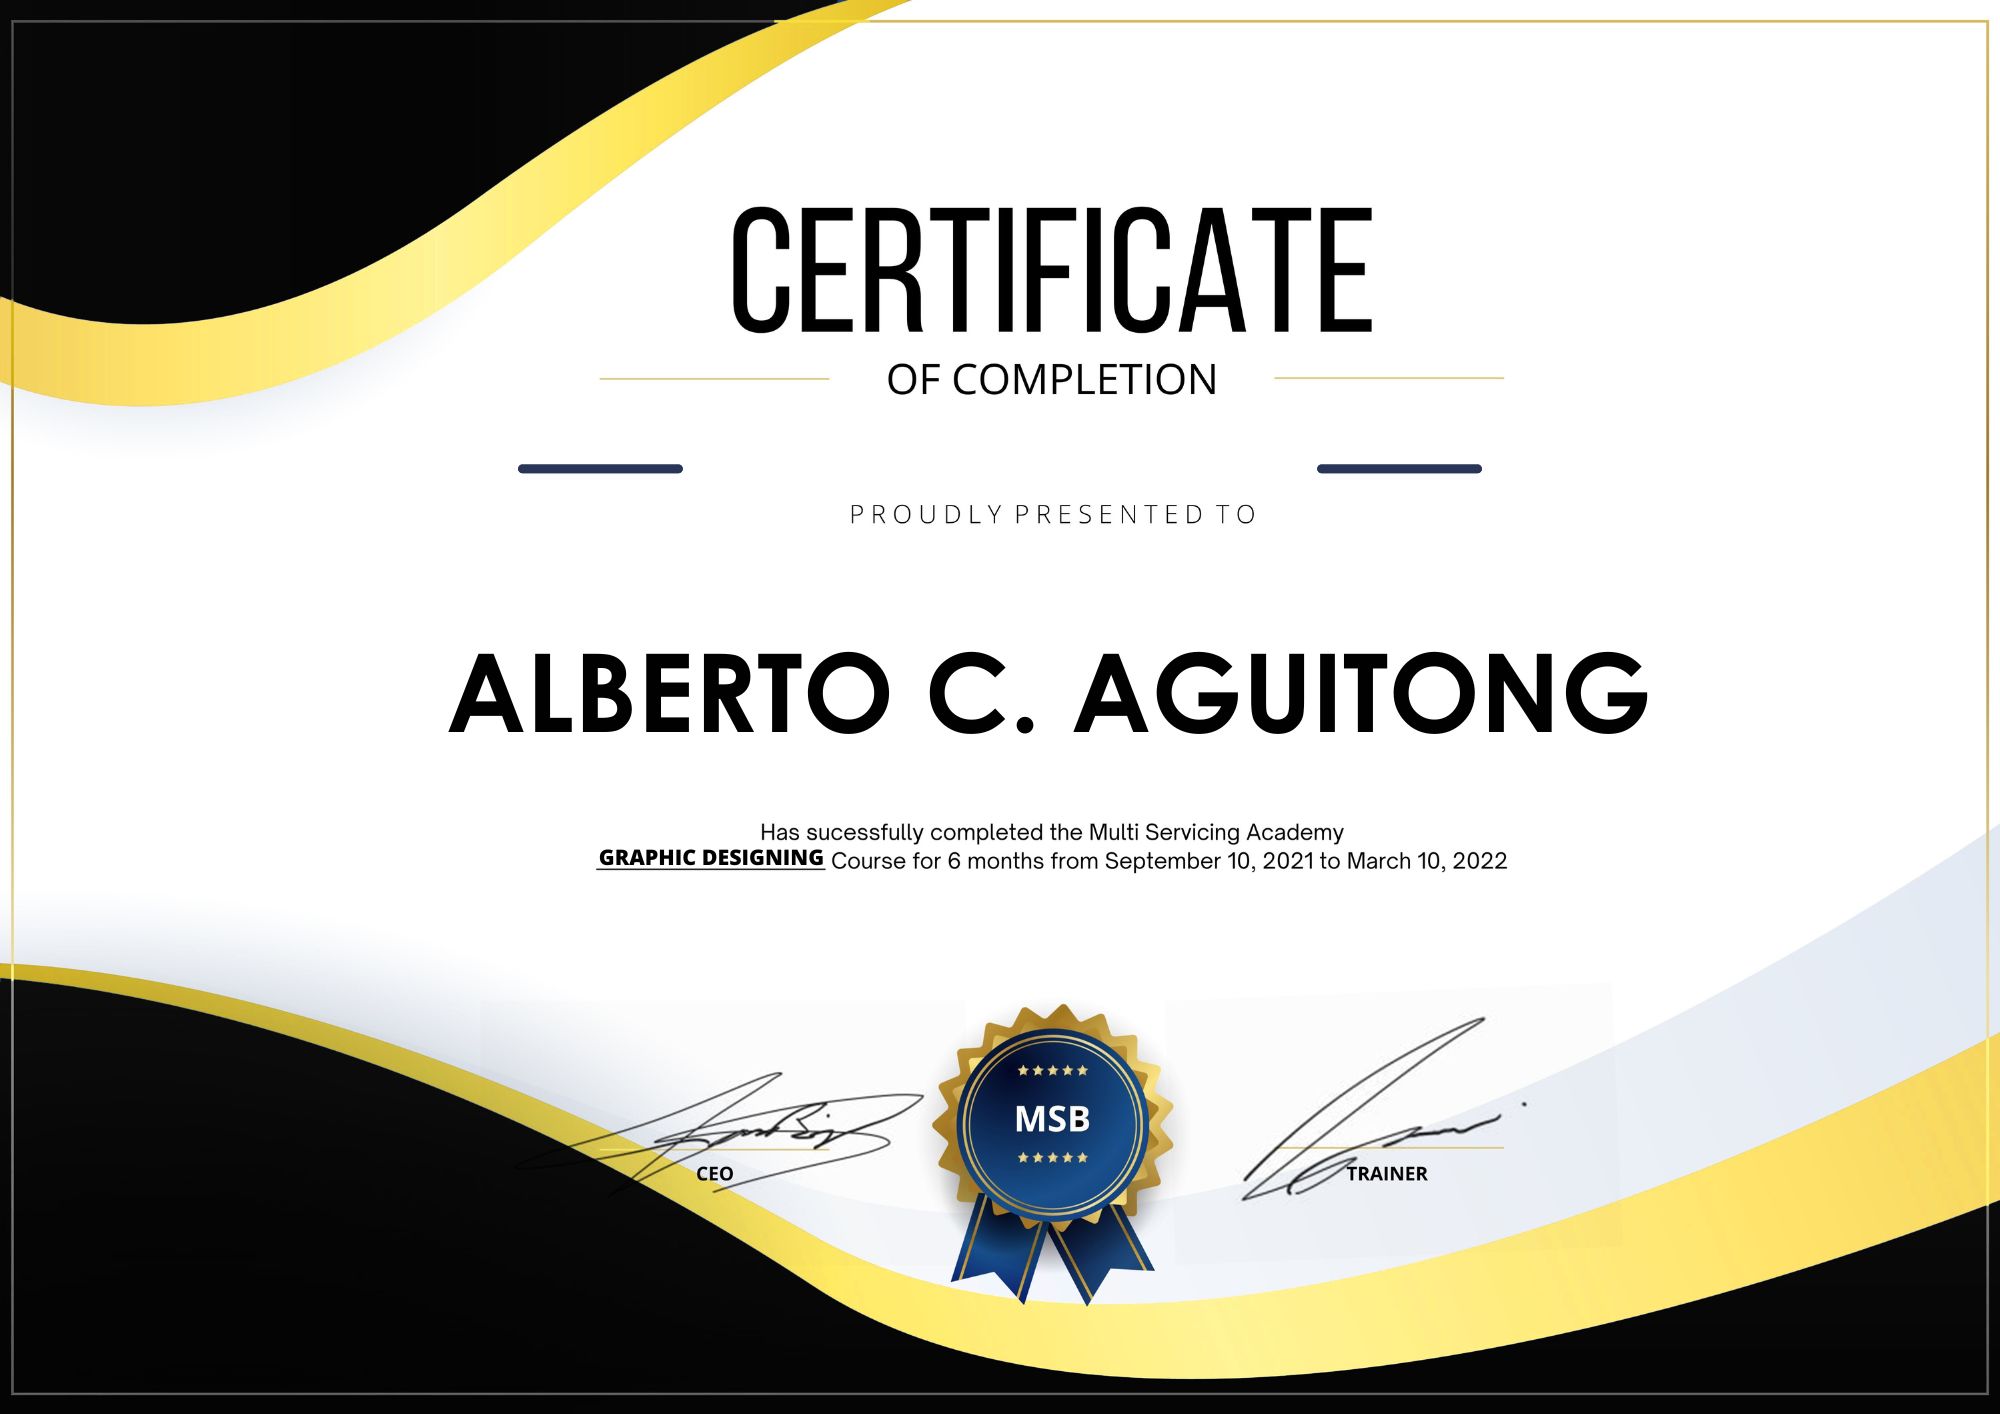 CERTIFICATE
OF COMPLETION
PROUDLY PRESENTED TO
ALBERTO C. AGUITONG
Has sucessfully completed the Multi Servicing Academy
GRAPHIC DESIGNING Course for 6 months from September 10, 2021 to March 10, 2022
MSB
CEO
TRAINER